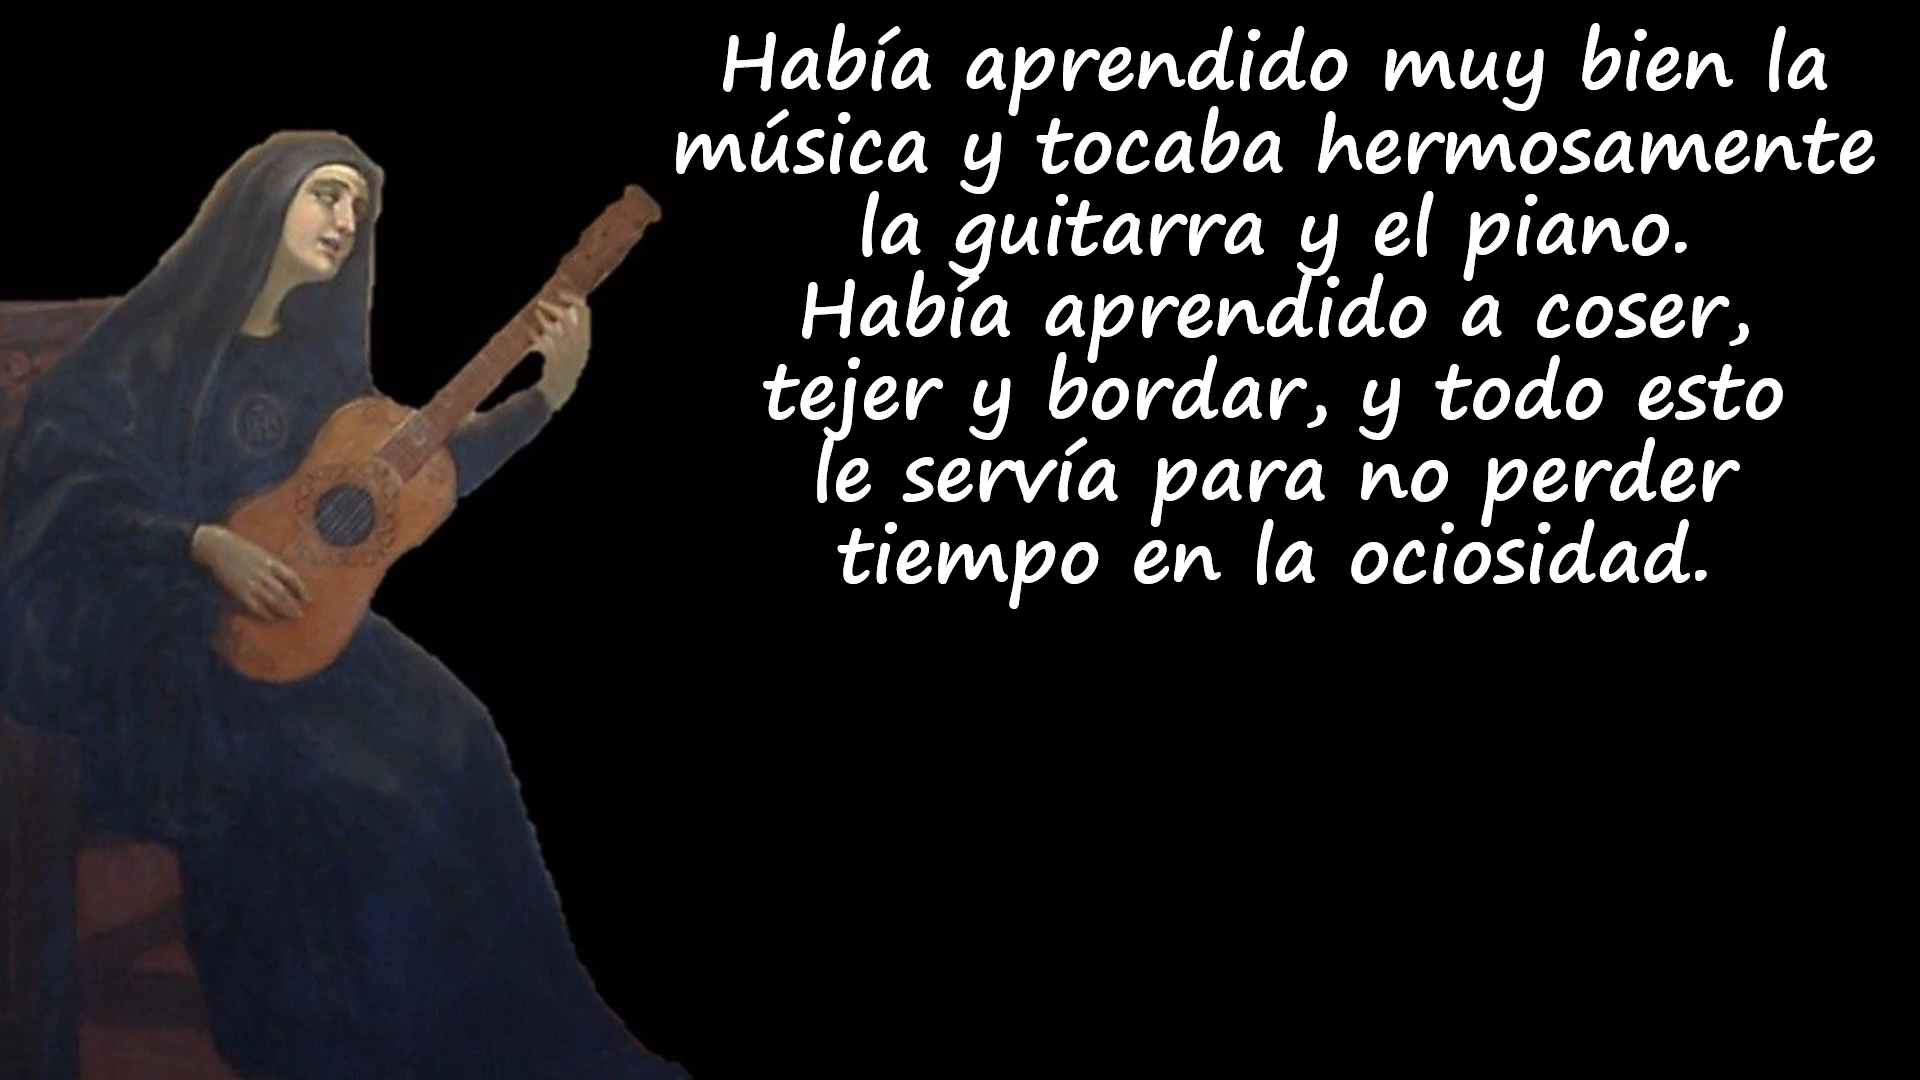 Había aprendido muy bien la
música y tocaba hermosamente
la guitarra y el piano.
Había aprendido a coser,
tejer y bordar, y todo esto
le servía para no perder
tiempo en la ociosidad.
JHS